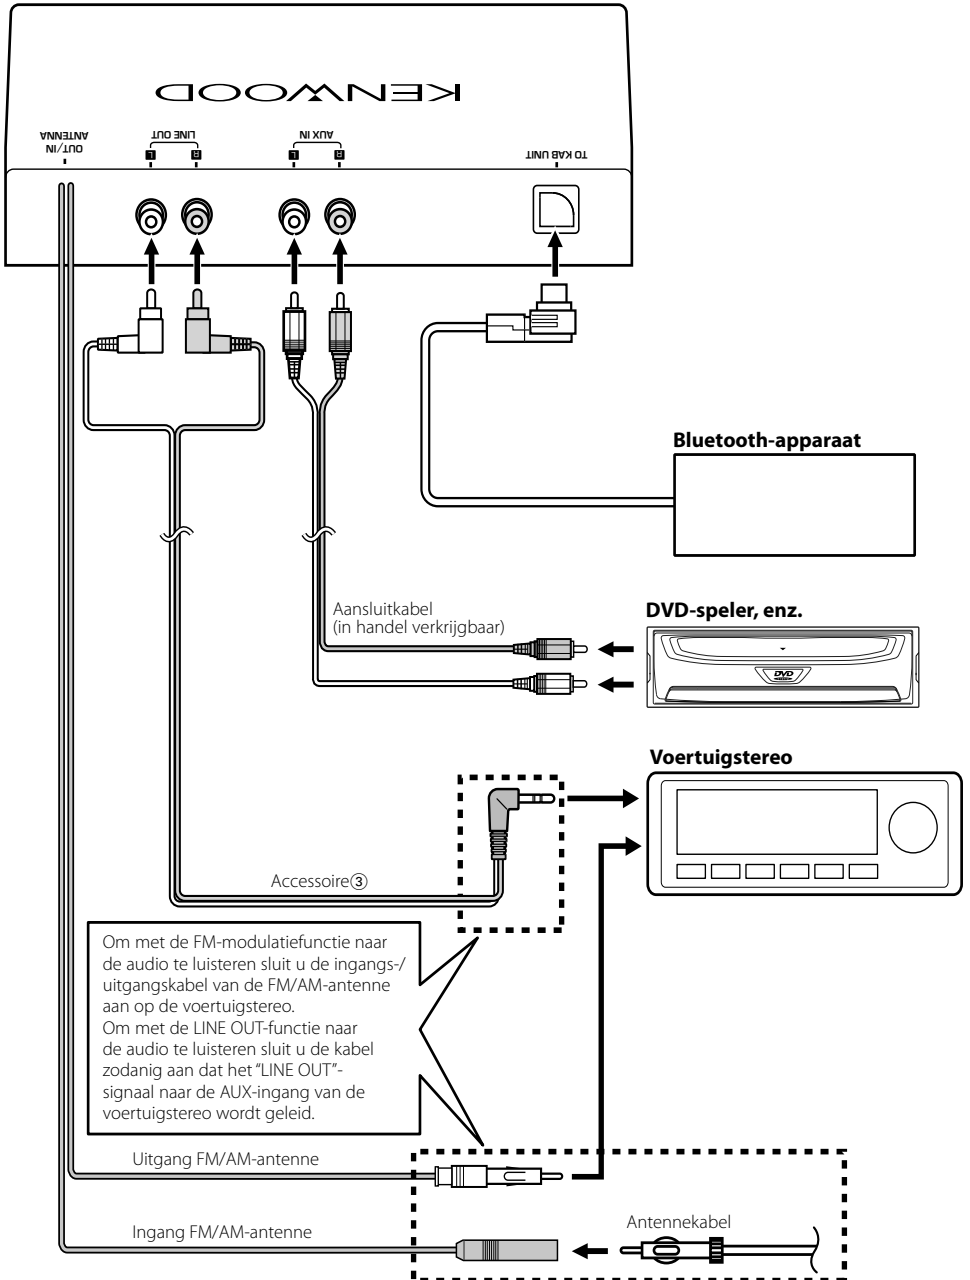 KENWOOD
OUT/IN
ANTENNA
LINE OUT
L
R
AUX IN
L
R
TO KAB UNIT
Bluetooth-apparaat
Aansluitkabel
(in handel verkrijgbaar)
DVD-speler, enz.
DVD
Voertuigstereo
Accessoire③
Om met de FM-modulatiefunctie naar
de audio te luisteren sluit u de ingangs-/
uitgangskabel van de FM/AM-antenne
aan op de voertuigstereo.
Om met de LINE OUT-functie naar
de audio te luisteren sluit u de kabel
zodanig aan dat het “LINE OUT”-
signaal naar de AUX-ingang van de
voertuigstereo wordt geleid.
Uitgang FM/AM-antenne
Ingang FM/AM-antenne
Antennekabel